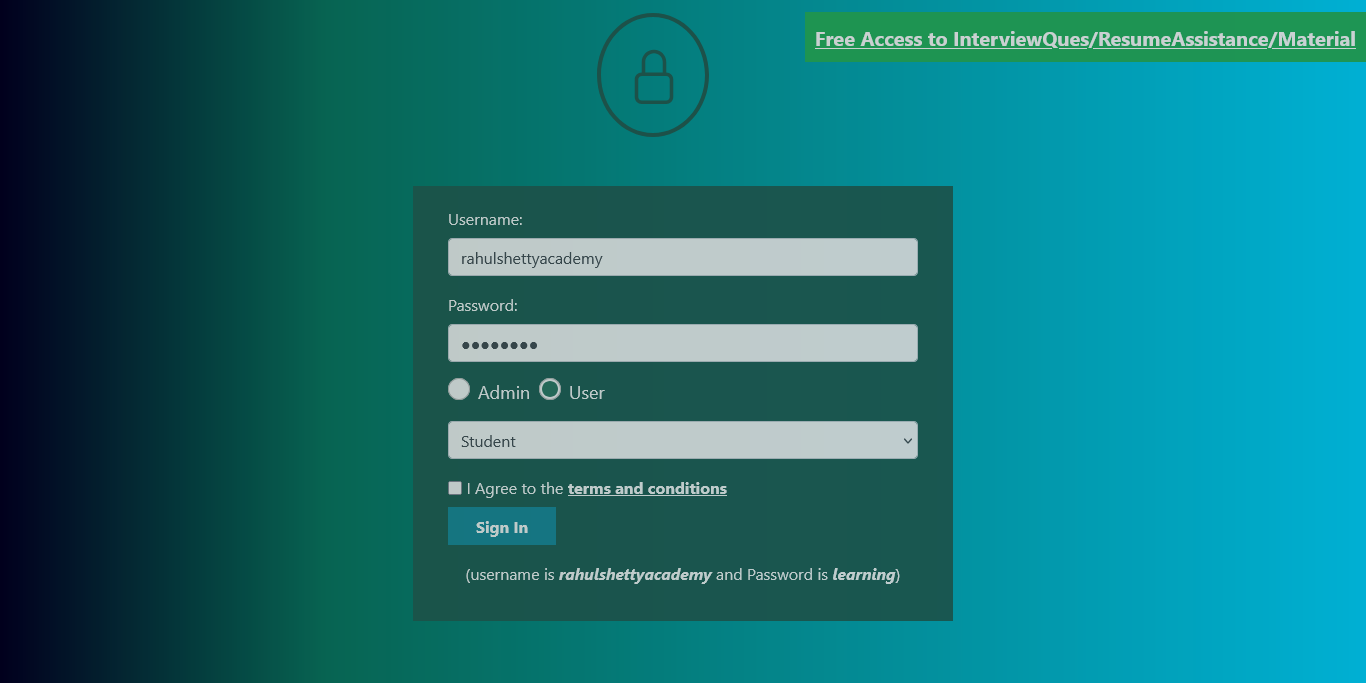 Free Access to InterviewQues/ResumeAssistance/Material
Username:
rahulshettyacademy
Password:
••••••••
Admin User
Student
I Agree to the terms and conditions
Sign In
(username is rahulshettyacademy and Password is learning)